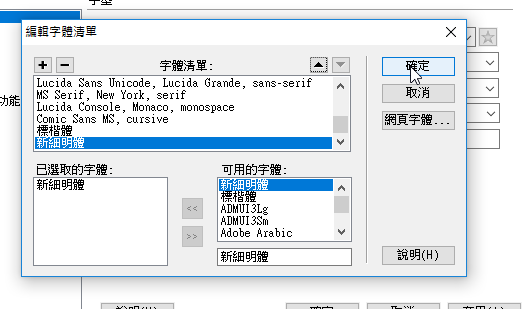 字型
編輯字體清單
字體清單:
Lucida Sans Unicode, Lucida Grande, sans-serif
MS Serif, New York, serif
Lucida Console, Monaco, monospace
Comic Sans MS, cursive
標楷體
新細明體
確定
取消
網頁字體...
功能
已選取的字體:
可用的字體:
新細明體
新細明體
標楷體
ADMUI3Lg
ADMUI3Sm
Adobe Arabic
<<
>>
新細明體
說明(H)